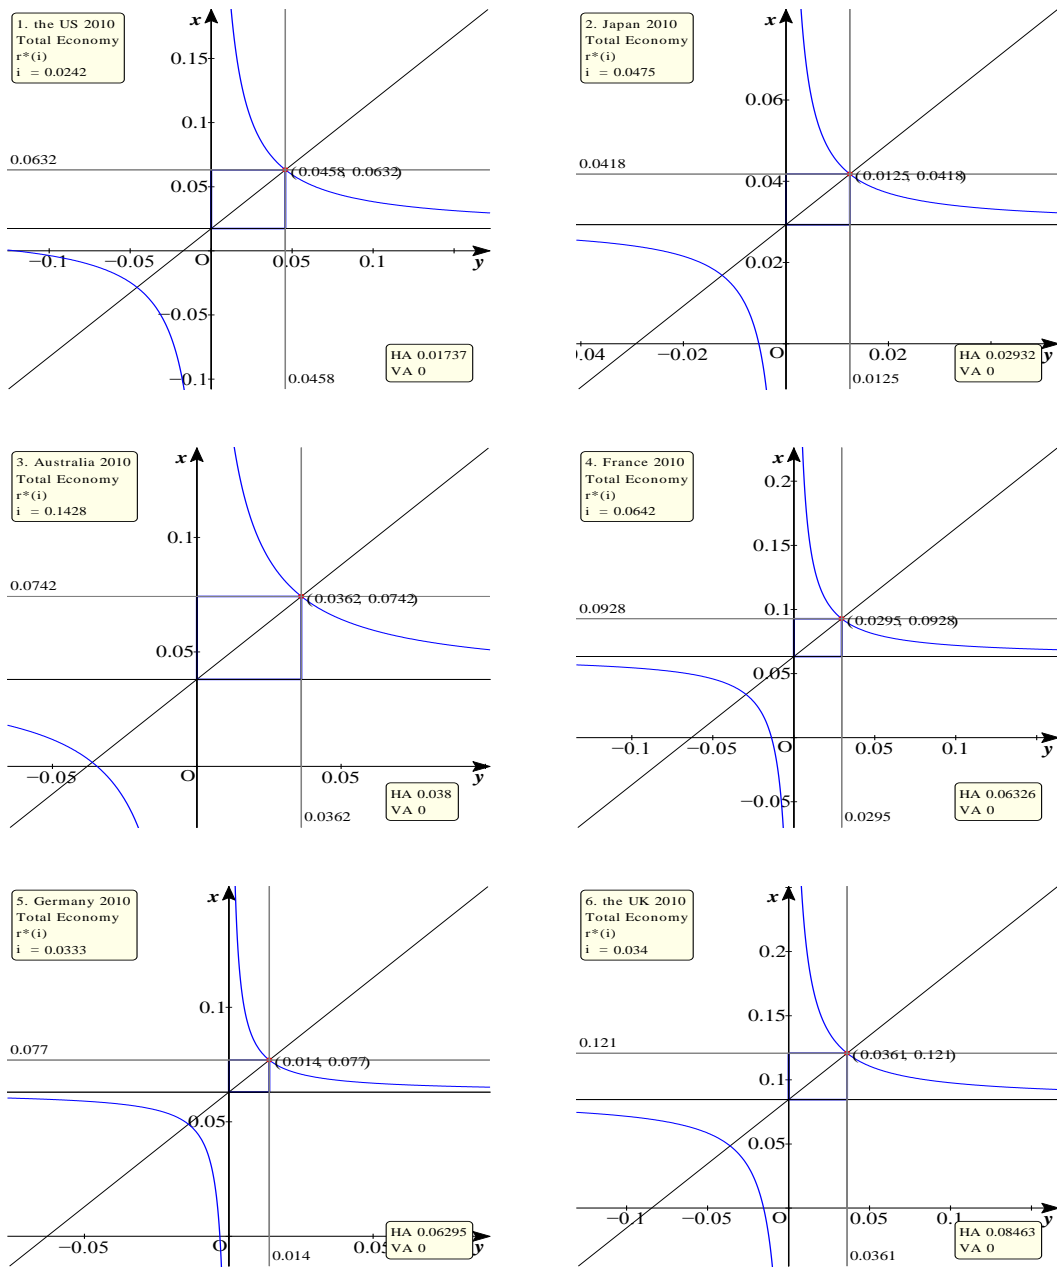 1. the US 2010
Total Economy
r*(i)
i = 0.0242
x
0.15
0.1
0.0632
(0.0458, 0.0632)
0.05
−0.1
−0.05
O
0.05
0.1
y
−0.05
HA 0.01737
VA 0
−0.1
0.0458
2. Japan 2010
Total Economy
r*(i)
i = 0.0475
x
0.06
0.0418
(0.0125, 0.0418)
0.04
0.02
0.04
−0.02
O
0.02
y
HA 0.02932
VA 0
0.0125
3. Australia 2010
Total Economy
r*(i)
i = 0.1428
x
0.1
0.0742
(0.0362, 0.0742)
0.05
−0.05
O
0.05
y
HA 0.038
VA 0
0.0362
4. France 2010
Total Economy
r*(i)
i = 0.0642
x
0.2
0.15
0.1
0.0928
(0.0295, 0.0928)
0.05
−0.1
−0.05
O
0.05
0.1
y
−0.05
HA 0.06326
VA 0
0.0295
5. Germany 2010
Total Economy
r*(i)
i = 0.0333
x
0.1
0.077
(0.014, 0.077)
0.05
−0.05
O
0.05
y
HA 0.06295
VA 0
0.014
6. the UK 2010
Total Economy
r*(i)
i = 0.034
x
0.2
0.15
0.121
(0.0361, 0.121)
0.1
0.05
−0.1
−0.05
O
0.05
0.1
y
HA 0.08463
VA 0
0.0361